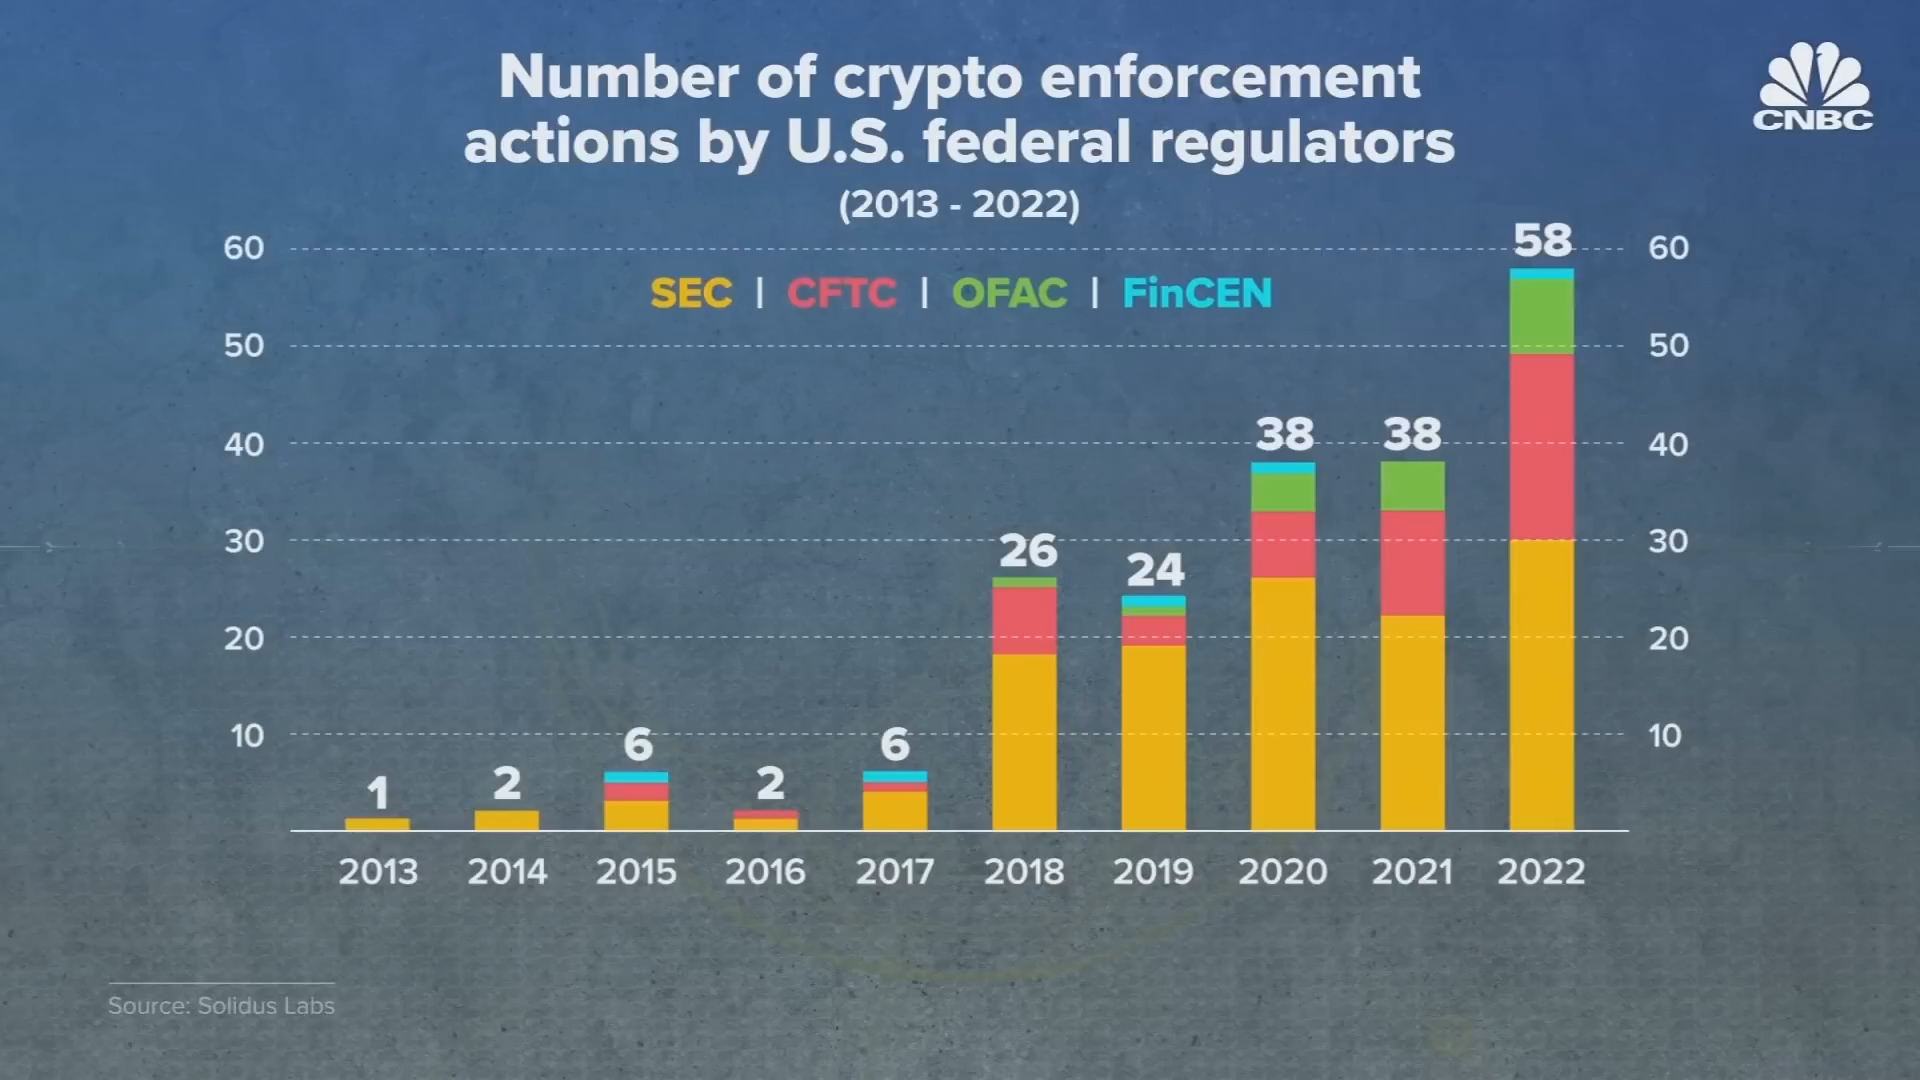 Number of crypto enforcement
actions by U.S. federal regulators
(2013 - 2022)
CNBC
SEC | CFTC | OFAC | FinCEN
60 58 60
50 50
40 38 38 40
30 26 24 30
20 20
10 6 6 10
1 2 2
2013 2014 2015 2016 2017 2018 2019 2020 2021 2022
Source: Solidus Labs